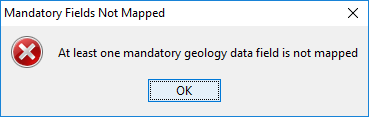 Mandatory Fields Not Mapped
At least one mandatory geology data field is not mapped
OK